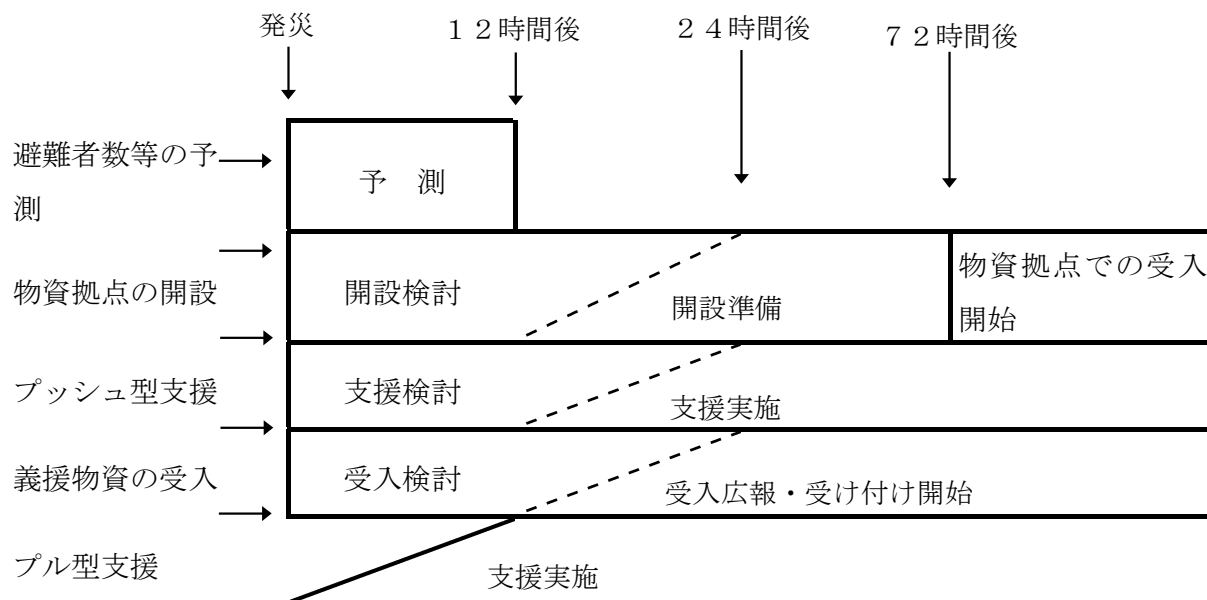 発災
１２時間後
２４時間後
７２時間後
避難者数等の予
測
予　測
物資拠点の開設
開設検討
開設準備
物資拠点での受入
開始
プッシュ型支援
支援検討
支援実施
義援物資の受入
受入検討
受入広報・受け付け開始
プル型支援
支援実施